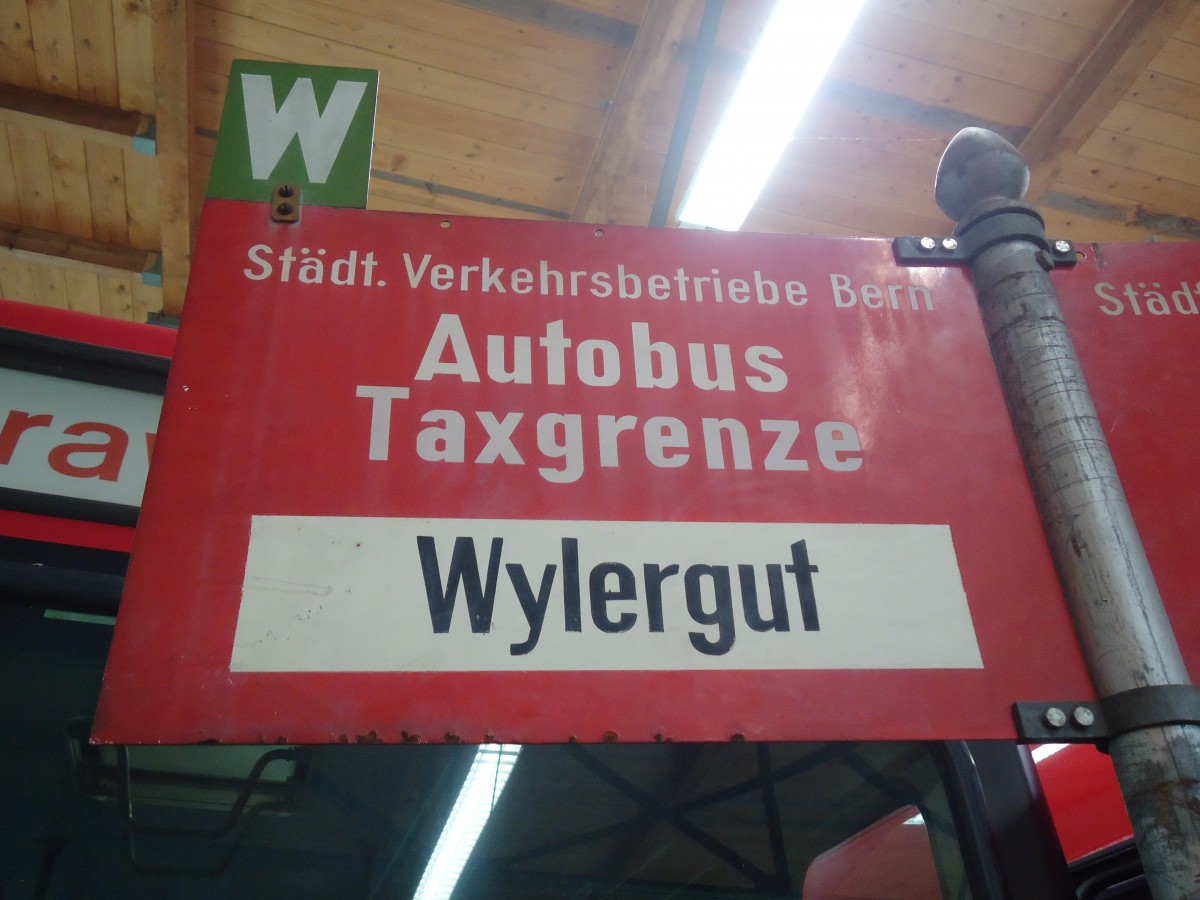 W
Städt. Verkehrsbetriebe Bern
Autobus
Taxgrenze
Wylergut
Städt